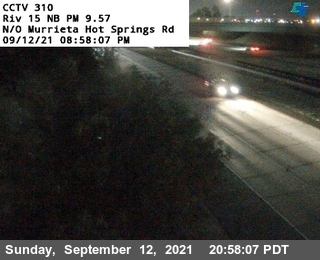 CCTV 310
Riv 15 NB PM 9.57
N/O Murrieta Hot Springs Rd
09/12/21 08:58:07 PM
Sunday, September 12, 2021 20:58:07 PDT